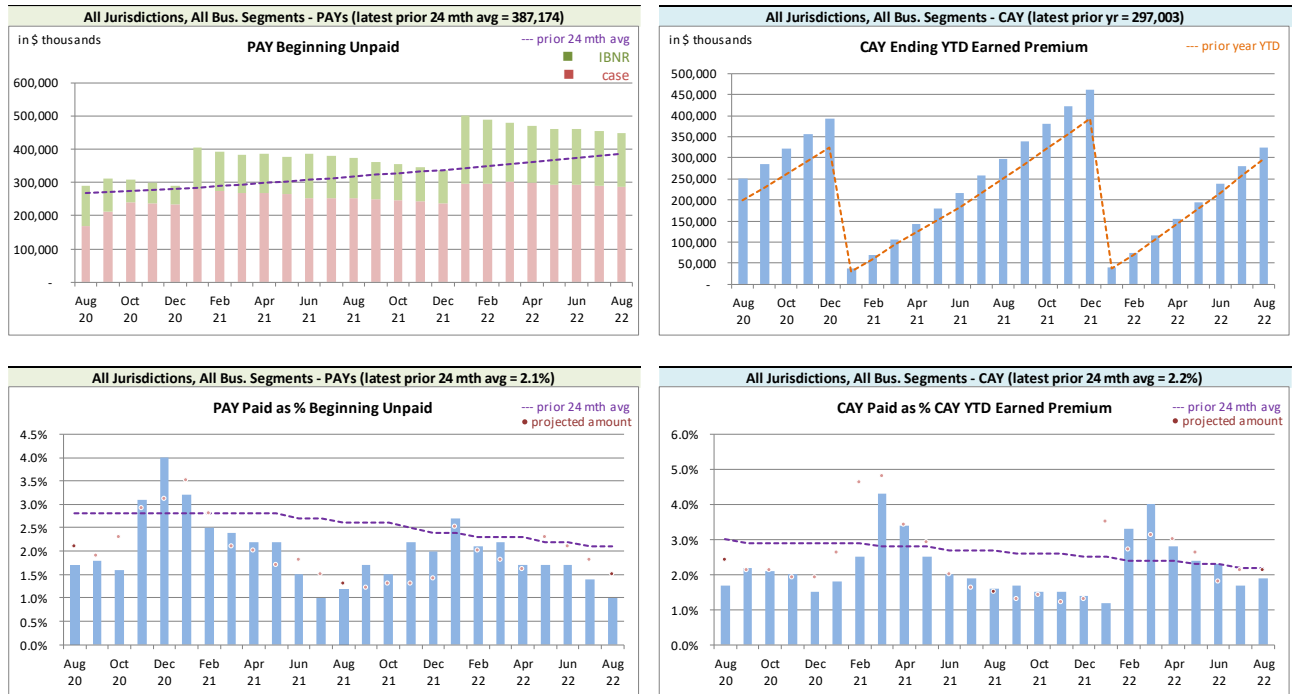 All Jurisdictions, All Bus. Segments - PAYs (latest prior 24 mth avg = 387,174)
in $ thousands
PAY Beginning Unpaid
--- prior 24 mth avg
IBNR
case
600,000
500,000
400,000
300,000
200,000
100,000
-
Aug Oct Dec Feb Apr Jun Aug Oct Dec Feb Apr Jun Aug
20 20 20 21 21 21 21 21 21 22 22 22 22
All Jurisdictions, All Bus. Segments - CAY (latest prior yr = 297,003)
in $ thousands
CAY Ending YTD Earned Premium
--- prior year YTD
500,000
450,000
400,000
350,000
300,000
250,000
200,000
150,000
100,000
50,000
-
Aug Oct Dec Feb Apr Jun Aug Oct Dec Feb Apr Jun Aug
20 20 20 21 21 21 21 21 21 22 22 22 22
All Jurisdictions, All Bus. Segments - PAYs (latest prior 24 mth avg = 2.1%)
PAY Paid as % Beginning Unpaid
--- prior 24 mth avg
• projected amount
4.5%
4.0%
3.5%
3.0%
2.5%
2.0%
1.5%
1.0%
0.5%
0.0%
Aug Oct Dec Feb Apr Jun Aug Oct Dec Feb Apr Jun Aug
20 20 20 21 21 21 21 21 21 22 22 22 22
All Jurisdictions, All Bus. Segments - CAY (latest prior 24 mth avg = 2.2%)
CAY Paid as % CAY YTD Earned Premium
--- prior 24 mth avg
• projected amount
6.0%
5.0%
4.0%
3.0%
2.0%
1.0%
0.0%
Aug Oct Dec Feb Apr Jun Aug Oct Dec Feb Apr Jun Aug
20 20 20 21 21 21 21 21 21 22 22 22 22